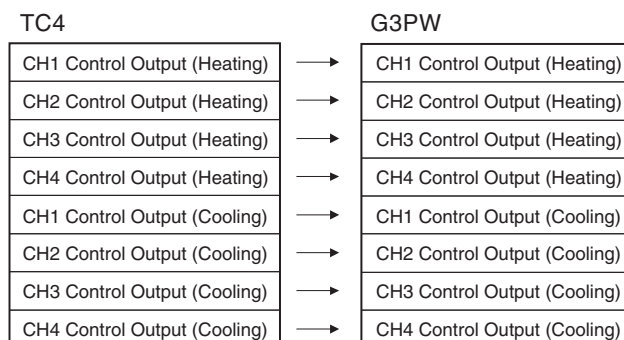 TC4 G3PW
CH1 Control Output (Heating) CH1 Control Output (Heating)
CH2 Control Output (Heating) CH2 Control Output (Heating)
CH3 Control Output (Heating) CH3 Control Output (Heating)
CH4 Control Output (Heating) CH4 Control Output (Heating)
CH1 Control Output (Cooling) CH1 Control Output (Cooling)
CH2 Control Output (Cooling) CH2 Control Output (Cooling)
CH3 Control Output (Cooling) CH3 Control Output (Cooling)
CH4 Control Output (Cooling) CH4 Control Output (Cooling)